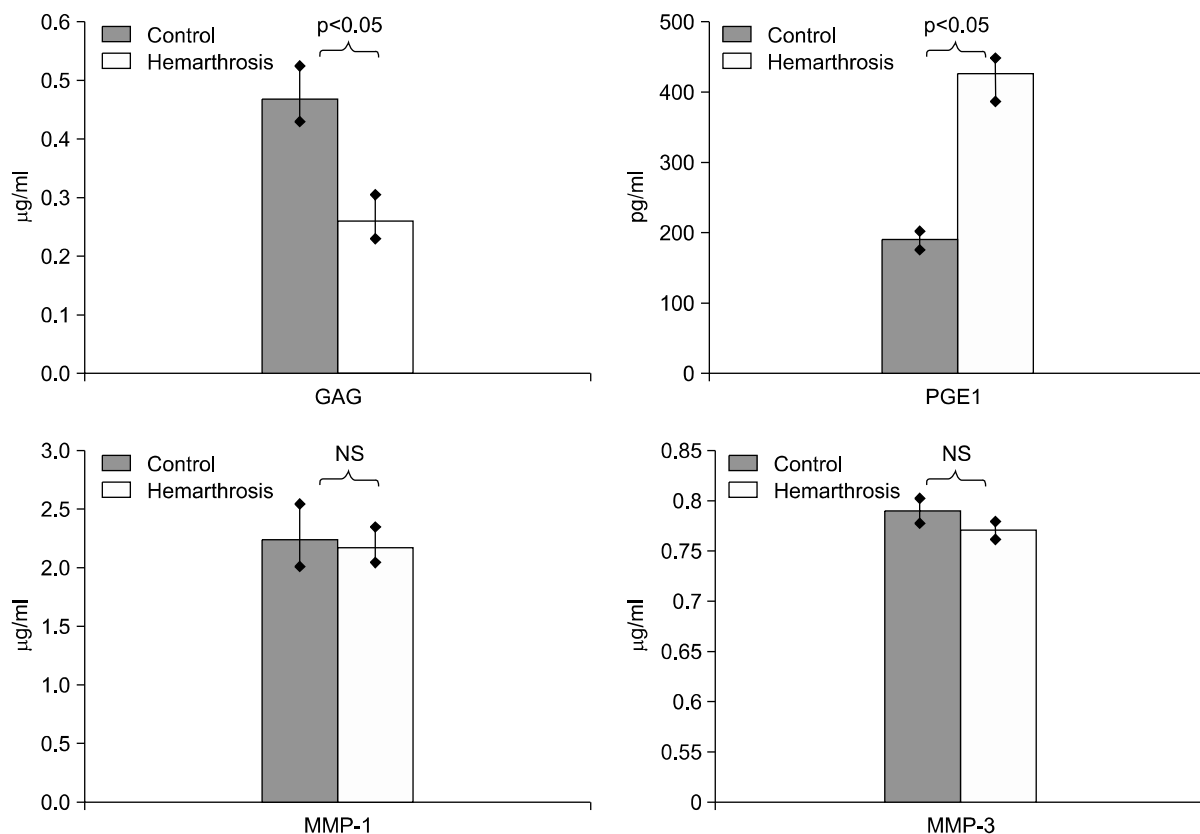 0.6
0.5
0.4
0.3
0.2
0.1
0.0
µg/ml
Control
Hemarthrosis
p<0.05
GAG
500
400
300
200
100
0
pg/ml
Control
Hemarthrosis
p<0.05
PGE1
3.0
2.5
2.0
2.5
1.0
0.5
0.0
µg/ml
Control
Hemarthrosis
NS
MMP-1
0.85
0.8
0.75
0.7
0.65
0.6
0.55
0
µg/ml
Control
Hemarthrosis
NS
MMP-3